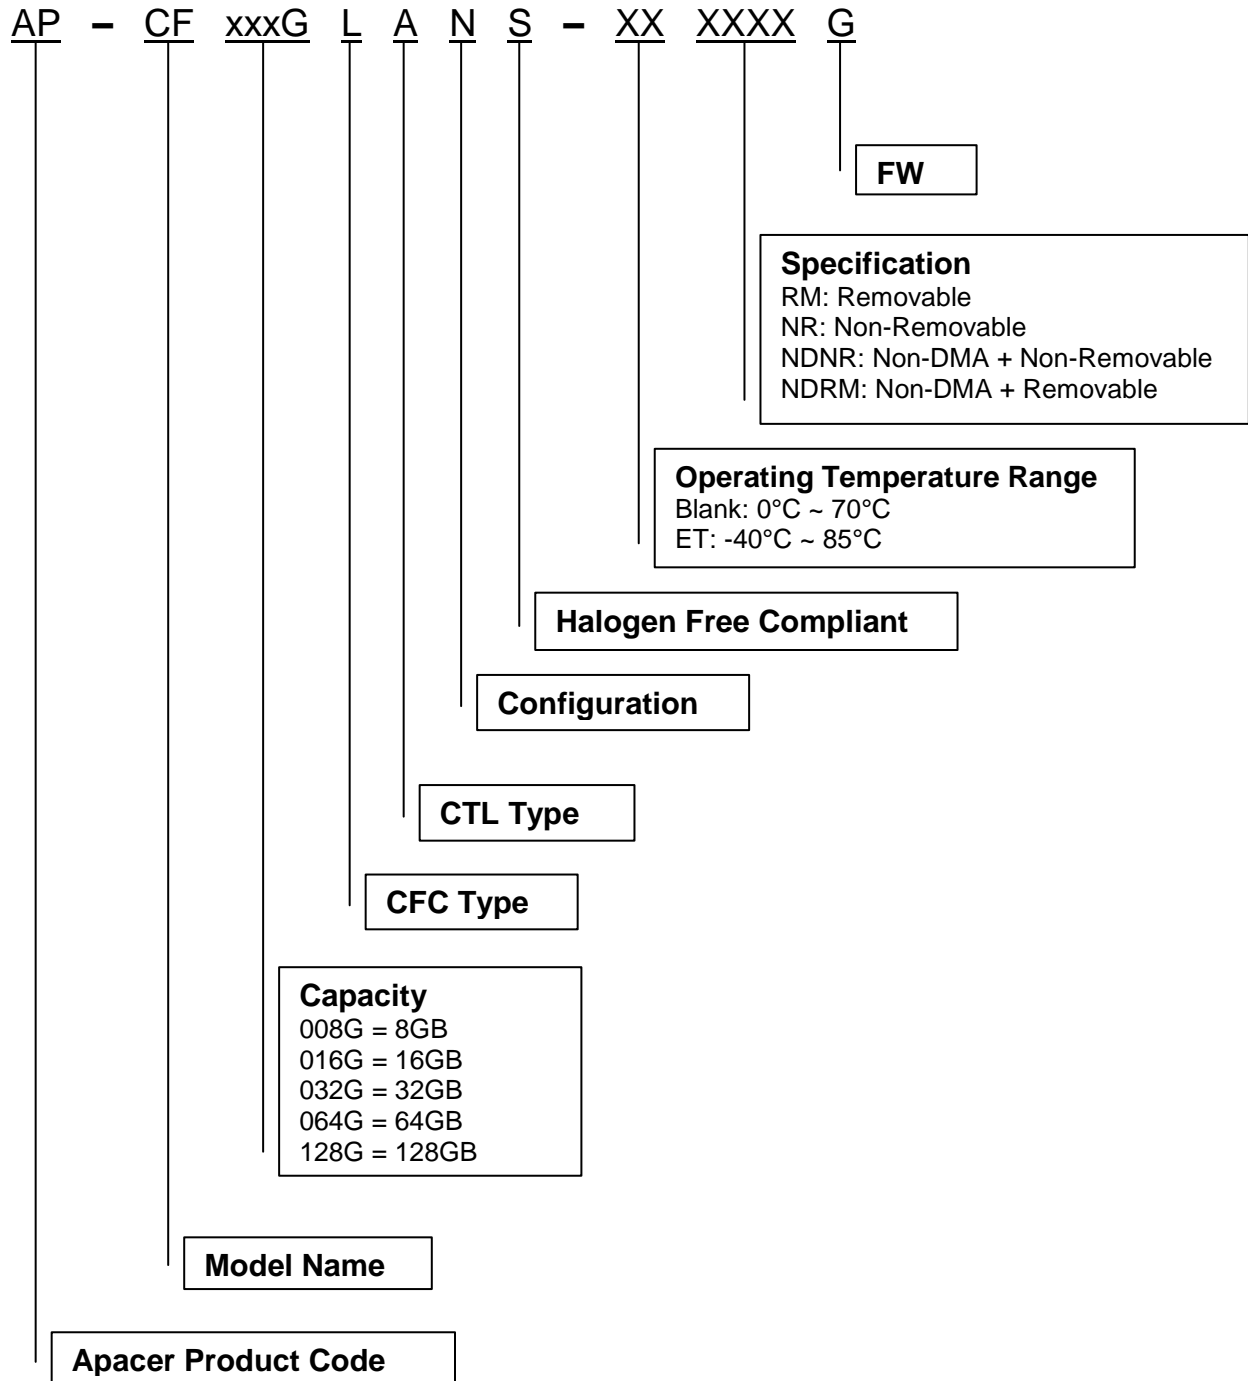 AP – CF xxxG L A N S – XX XXXX G
FW
Specification
RM: Removable
NR: Non-Removable
NDNR: Non-DMA + Non-Removable
NDRM: Non-DMA + Removable
Operating Temperature Range
Blank: 0°C ~ 70°C
ET: -40°C ~ 85°C
Halogen Free Compliant
Configuration
CTL Type
CFC Type
Capacity
008G = 8GB
016G = 16GB
032G = 32GB
064G = 64GB
128G = 128GB
Model Name
Apacer Product Code